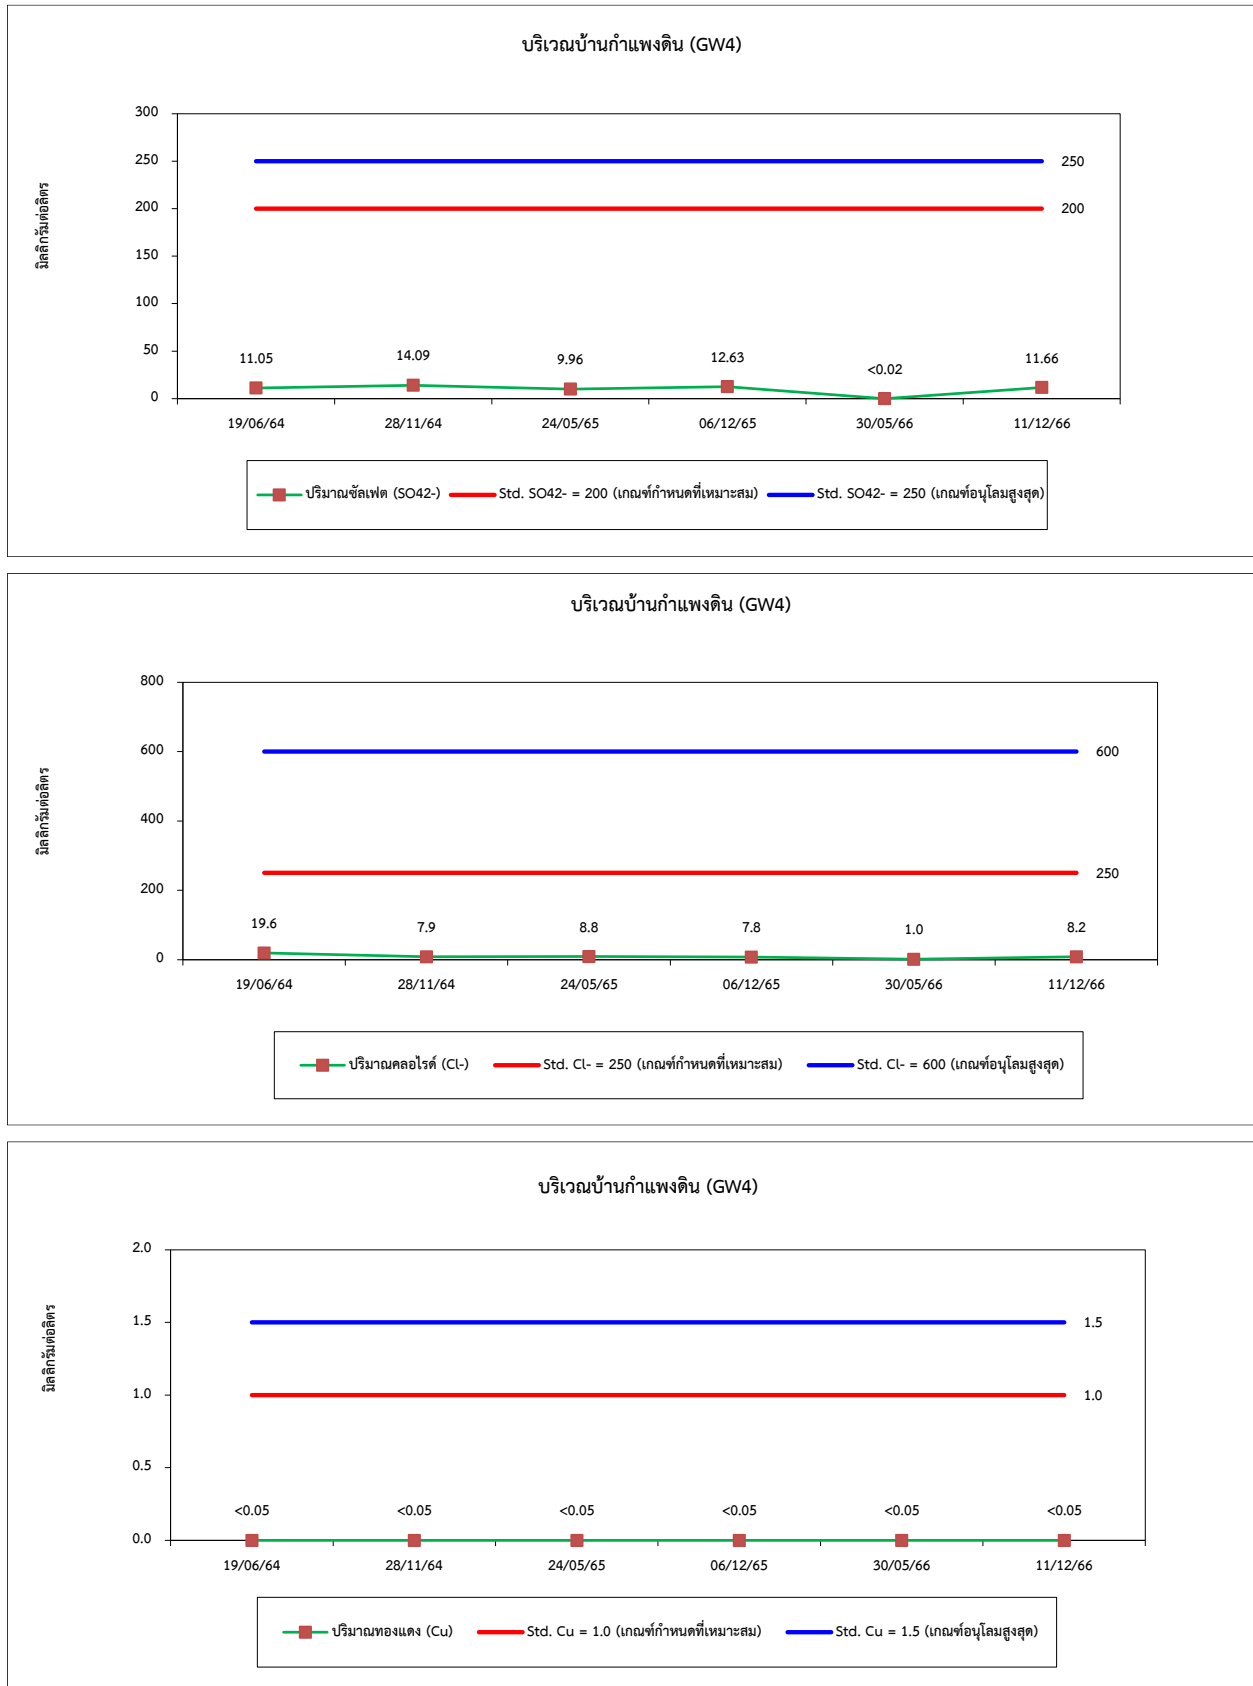 บริเวณบ้านกำแพงดิน (GW4)
มิลลิกรัมต่อลิตร
300
250
200
150
100
50
0
250
200
11.05 14.09 9.96 12.63 <0.02 11.66
19/06/64 28/11/64 24/05/65 06/12/65 30/05/66 11/12/66
ปริมาณซัลเฟต (SO42-) Std. SO42- = 200 (เกณฑ์กำหนดที่เหมาะสม) Std. SO42- = 250 (เกณฑ์อนุโลมสูงสุด)
บริเวณบ้านกำแพงดิน (GW4)
มิลลิกรัมต่อลิตร
800
600
400
200
0
600
250
19.6 7.9 8.8 7.8 1.0 8.2
19/06/64 28/11/64 24/05/65 06/12/65 30/05/66 11/12/66
ปริมาณคลอไรด์ (Cl-) Std. Cl- = 250 (เกณฑ์กำหนดที่เหมาะสม) Std. Cl- = 600 (เกณฑ์อนุโลมสูงสุด)
บริเวณบ้านกำแพงดิน (GW4)
มิลลิกรัมต่อลิตร
2.0
1.5
1.0
0.5
0.0
1.5
1.0
<0.05 <0.05 <0.05 <0.05 <0.05 <0.05
19/06/64 28/11/64 24/05/65 06/12/65 30/05/66 11/12/66
ปริมาณทองแดง (Cu) Std. Cu = 1.0 (เกณฑ์กำหนดที่เหมาะสม) Std. Cu = 1.5 (เกณฑ์อนุโลมสูงสุด)